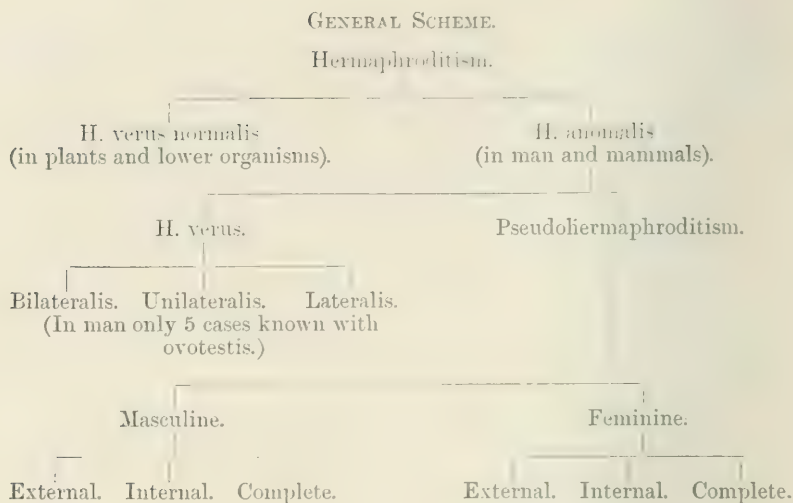 GENERAL SCHEME.
Hermaphroditism.
H. verus normalis H. anomalis
(in plants and lower organisms). (in man and mammals).
H. verus. Pseudohermaphroditism.
Bilateralis. Unilateralis. Lateralis.
(In man only 5 cases known with
ovotestis.)
Masculine. Feminine.
External. Internal. Complete. External. Internal. Complete.